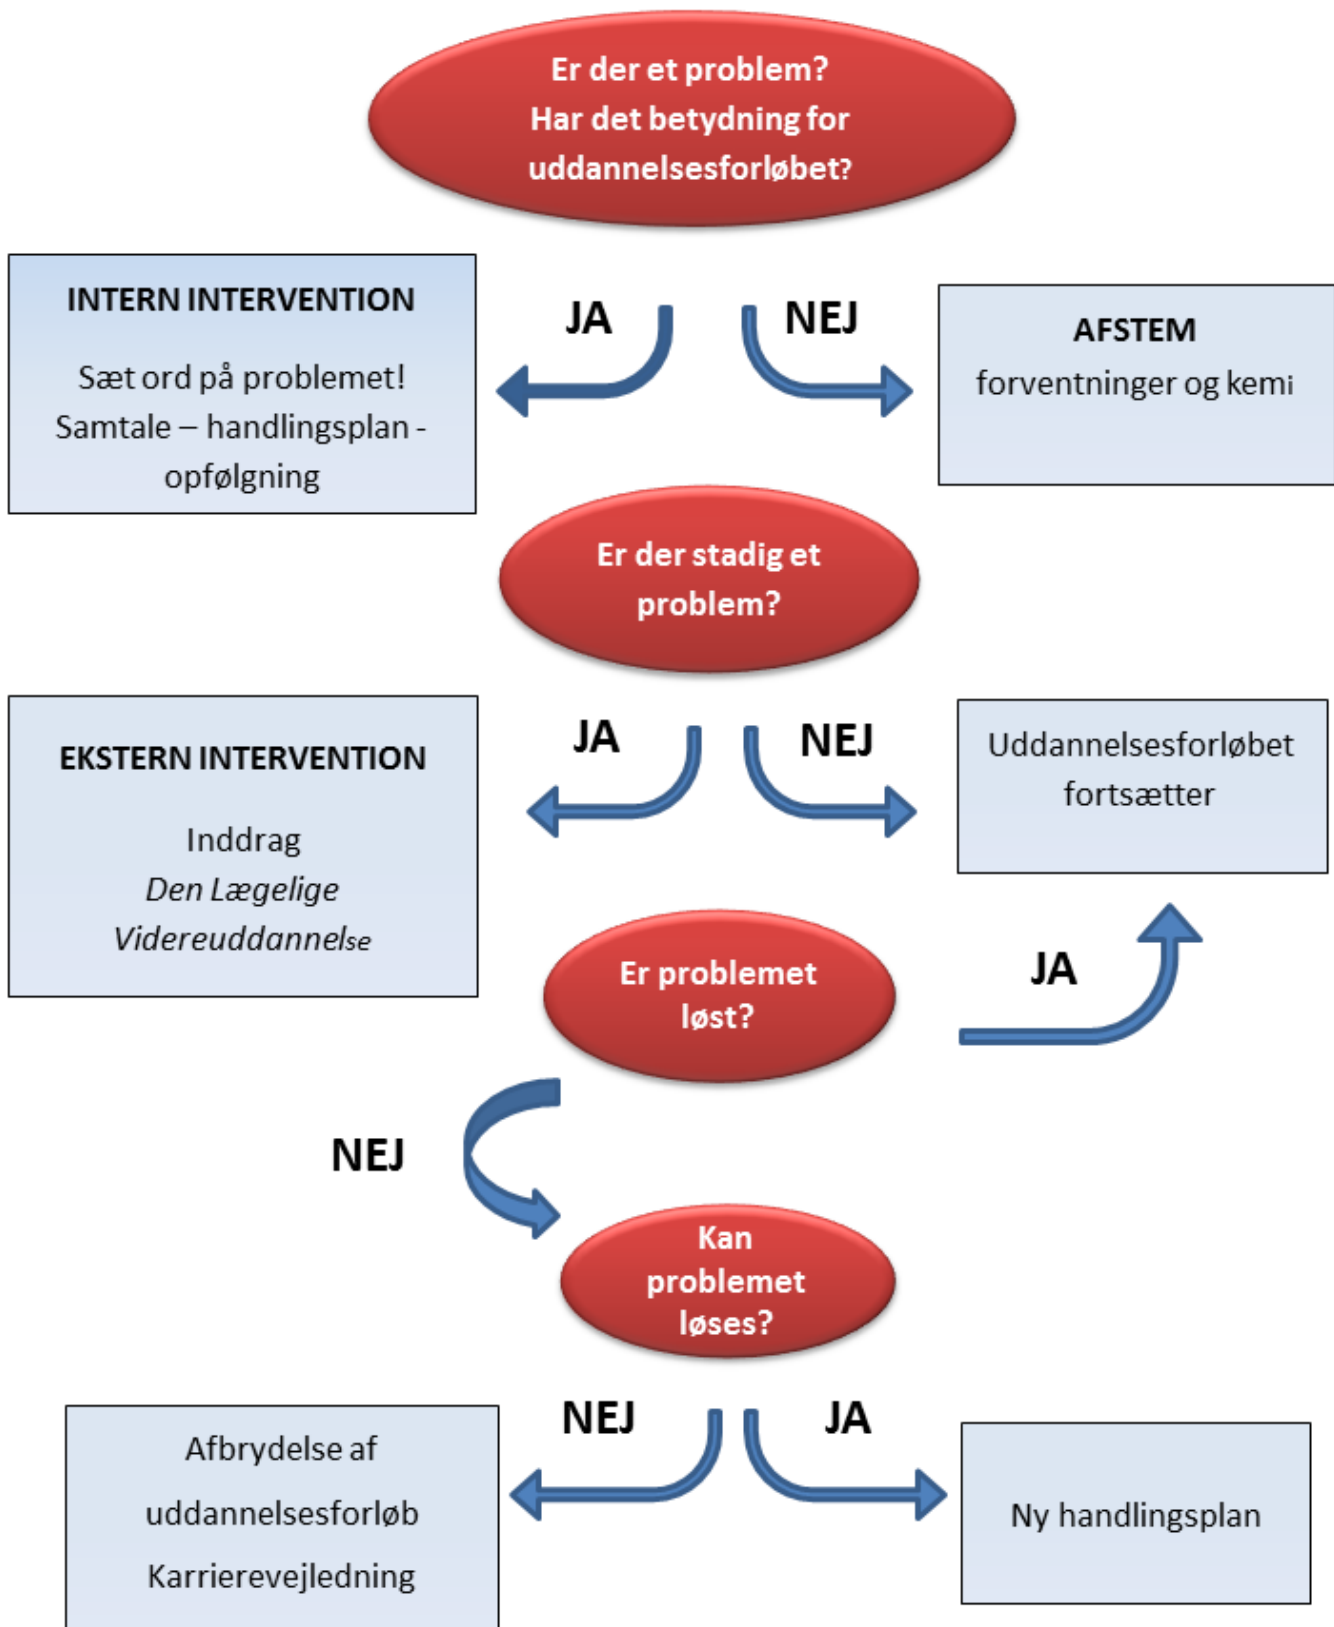 Er der et problem?
Har det betydning for
uddannelsesforløbet?
INTERN INTERVENTION
Sæt ord på problemet!
Samtale – handlingsplan -
opfølgning
JA
NEJ
AFSTEM
forventninger og kemi
Er der stadig et
problem?
EKSTERN INTERVENTION
Inddrag
Den Lægelige
Videreuddannelse
JA
NEJ
Uddannelsesforløbet
fortsætter
Er problemet
løst?
JA
NEJ
Kan
problemet
løses?
NEJ
JA
Afbrydelse af
uddannelsesforløb
Karrierevejledning
Ny handlingsplan